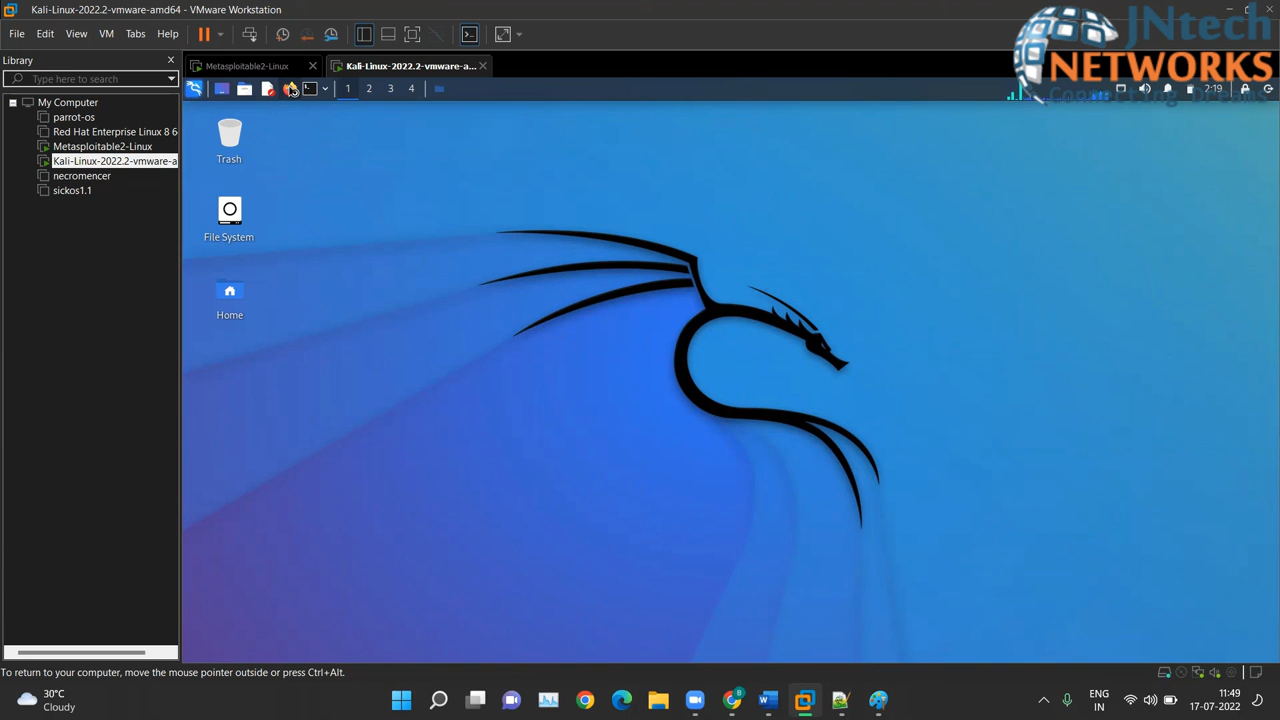 Kali-Linux-2022.2-vmware-amd64 - VMware Workstation
JNtech
NETWORKS
Connecting Dreams
File Edit View VM Tabs Help
Library
Type here to search
Metasploitable2-Linux
Kali-Linux-2022.2-vmware-a...
1 2 3 4
2:19
My Computer
parrot-os
Red Hat Enterprise Linux 8 6
Metasploitable2-Linux
Kali-Linux-2022.2-vmware-a
necromencer
sickos1.1
Trash
File System
Home
To return to your computer, move the mouse pointer outside or press Ctrl+Alt.
30°C
Cloudy
8
ENG
IN
11:49
17-07-2022